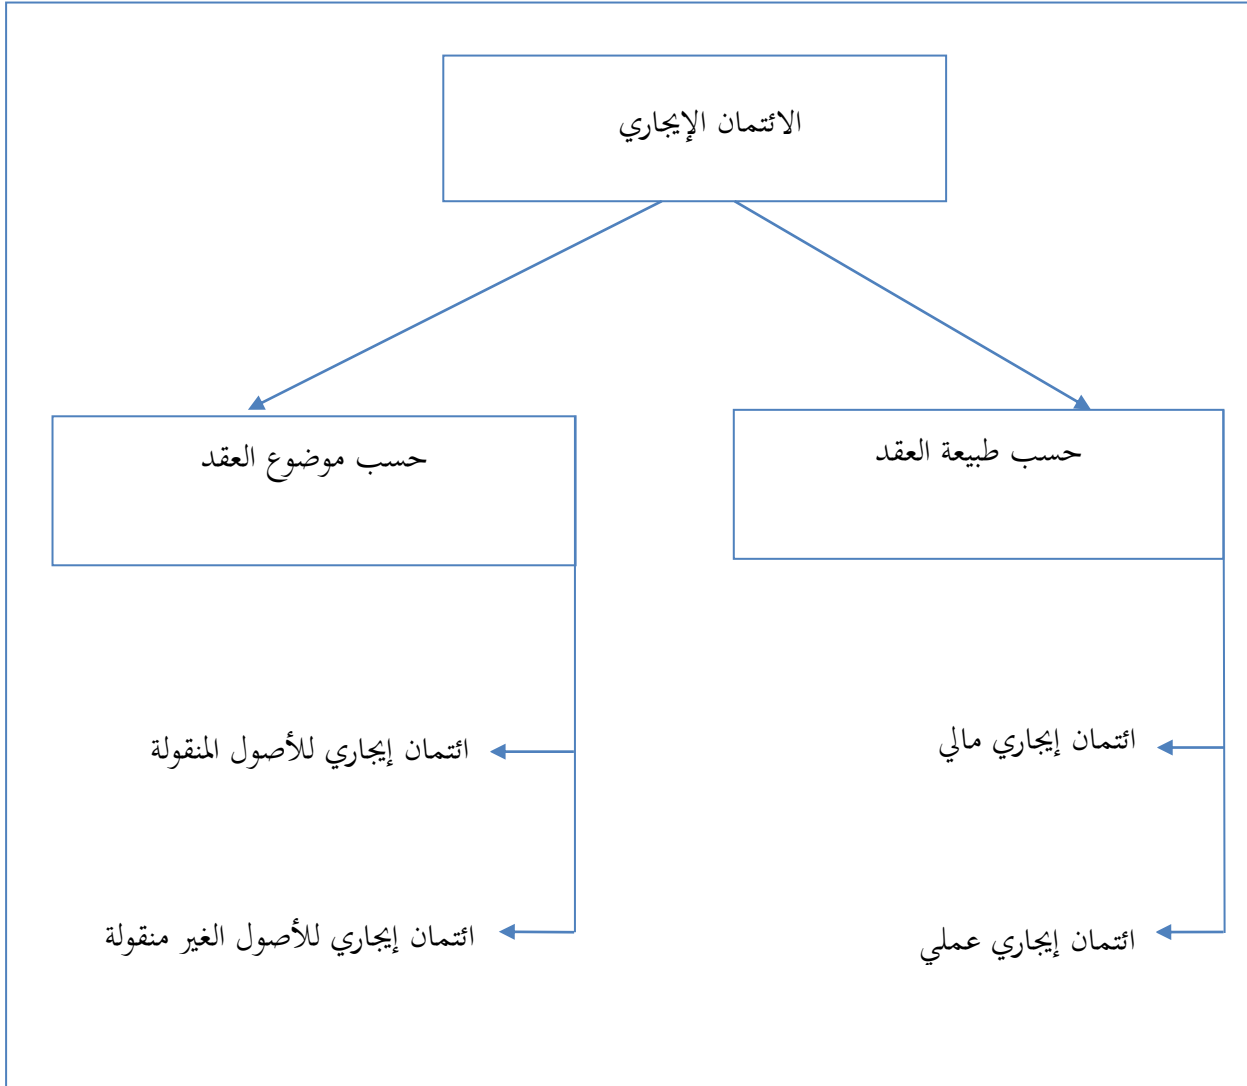 الائتمان الإيجاري
حسب طبيعة العقد
حسب موضوع العقد
ائتمان إيجاري مالي
ائتمان إيجاري للأصول المنقولة
ائتمان إيجاري عملي
ائتمان إيجاري للأصول الغير منقولة